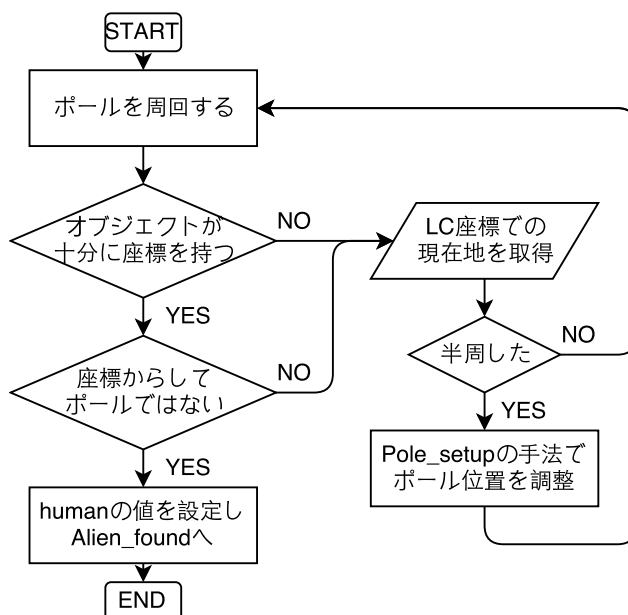 START
ポールを周回する
オブジェクトが
十分に座標を持つ
NO
YES
座標からして
ポールではない
NO
YES
humanの値を設定し
Alien_foundへ
END
LC座標での
現在地を取得
半周した
NO
YES
Pole_setupの手法で
ポール位置を調整